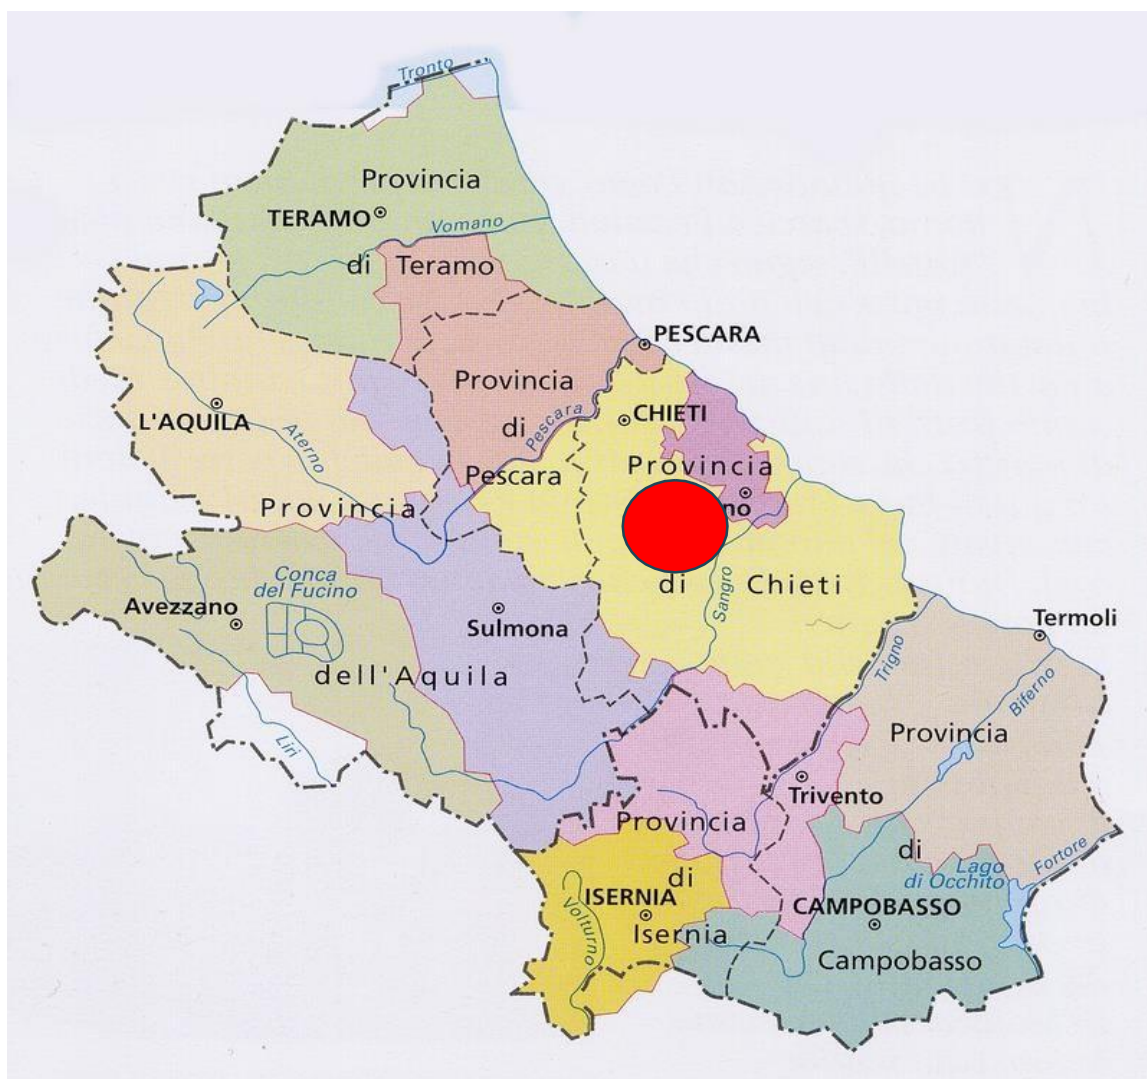 Tronto
Provincia
TERAMO
Vomano
di Teramo
PESCARA
Provincia
di
Pescara
CHIETI
L'AQUILA
Aterno
Provincia
Pescara
Provincia
no
di Chieti
Sangro
Conca
del Fucino
Avezzano
Sulmona
Termoli
dell'Aquila
Trigno
Biferno
Liri
Provincia
Trivento
Provincia
di
di
Lago
di Occhito
Fortore
ISERNIA
Volturno
CAMPOBASSO
Isernia
Campobasso